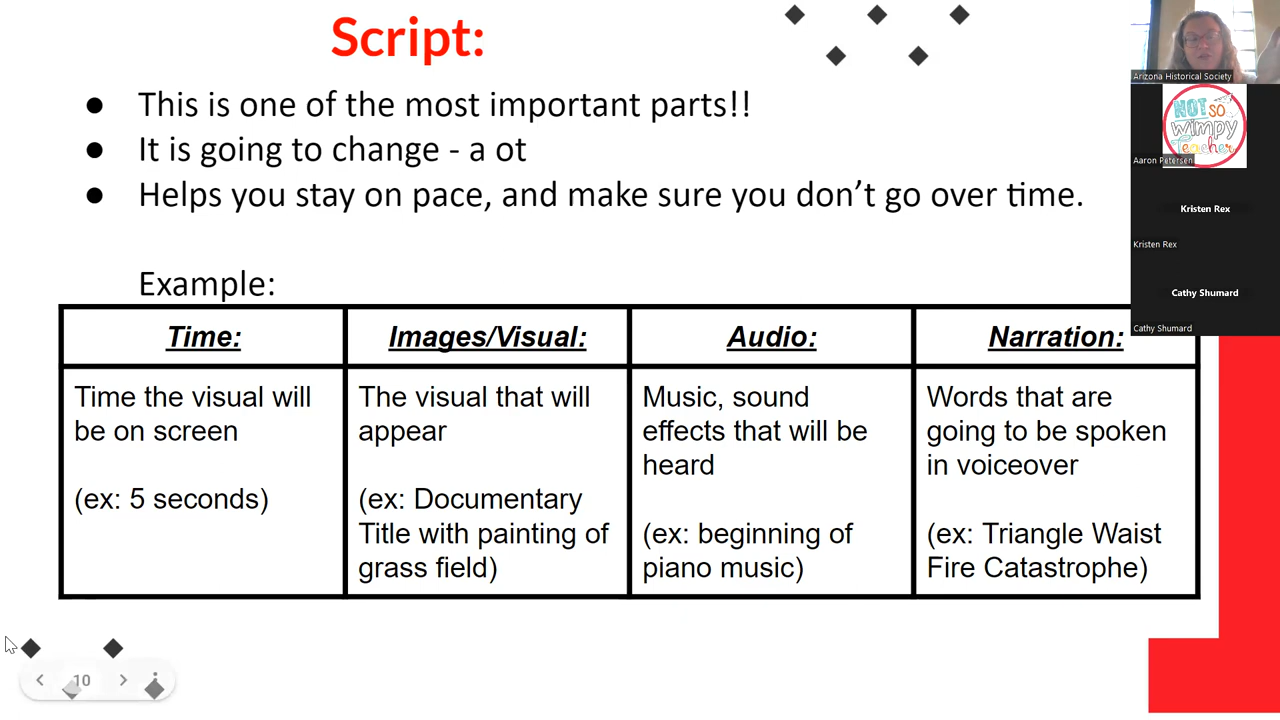 Script:
● This is one of the most important parts!!
● It is going to change - a ot
● Helps you stay on pace, and make sure you don’t go over time.
Example:
Time:
Images/Visual:
Audio:
Narration:
Time the visual will
be on screen
(ex: 5 seconds)
The visual that will
appear
(ex: Documentary
Title with painting of
grass field)
Music, sound
effects that will be
heard
(ex: beginning of
piano music)
Words that are
going to be spoken
in voiceover
(ex: Triangle Waist
Fire Catastrophe)
Arizona Historical Society
NOT SO
wimpy
Teacher
Aaron Petersen
Kristen Rex
Kristen Rex
Cathy Shumard
Cathy Shumard
10